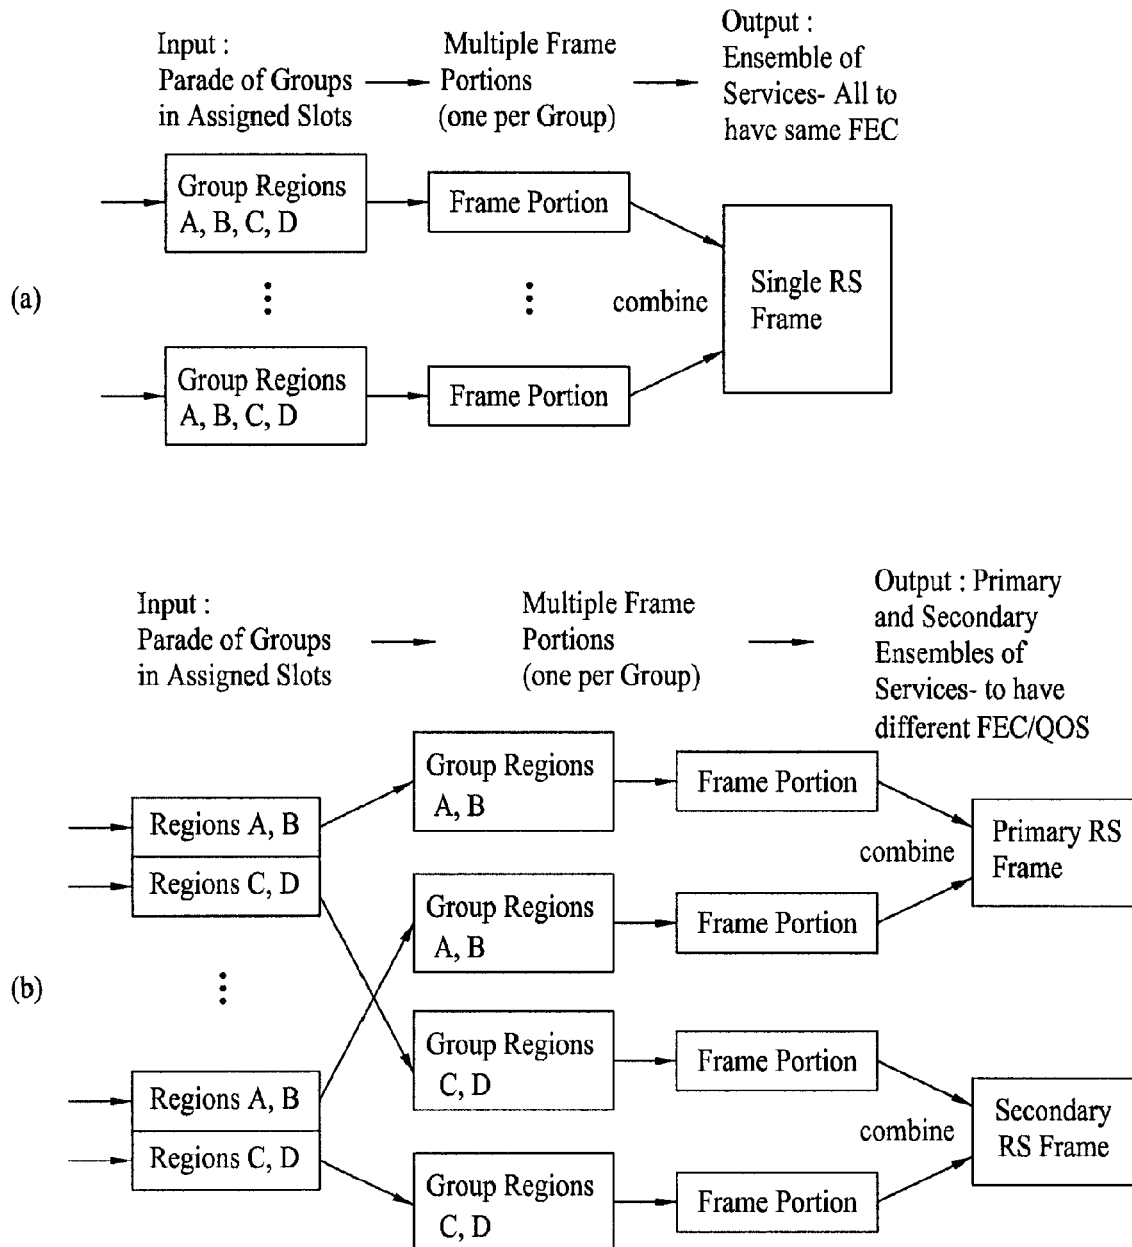 Input :
Parade of Groups
in Assigned Slots
Multiple Frame
Portions
(one per Group)
Output :
Ensemble of
Services- All to
have same FEC
(a)
Group Regions
A, B, C, D
Frame Portion
combine
Single RS
Frame
Group Regions
A, B, C, D
Frame Portion
Input :
Parade of Groups
in Assigned Slots
Multiple Frame
Portions
(one per Group)
Output : Primary
and Secondary
Ensembles of
Services- to have
different FEC/QOS
(b)
Regions A, B
Regions C, D
Regions A, B
Regions C, D
Group Regions
A, B
Frame Portion
Group Regions
A, B
Frame Portion
combine
Primary RS
Frame
Group Regions
C, D
Frame Portion
Group Regions
C, D
Frame Portion
combine
Secondary
RS Frame